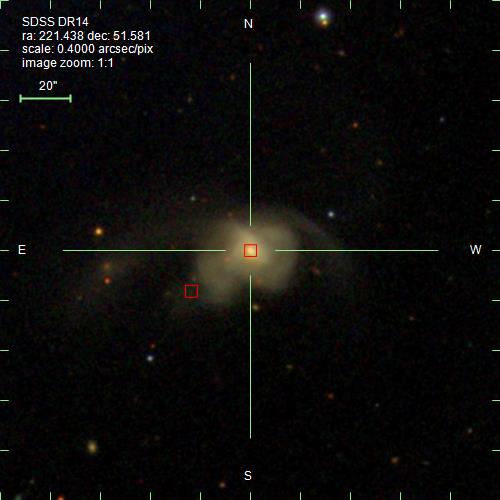 SDSS DR14
ra: 221.438 dec: 51.581
scale: 0.4000 arcsec/pix
image zoom: 1:1
20"
N
E
W
S